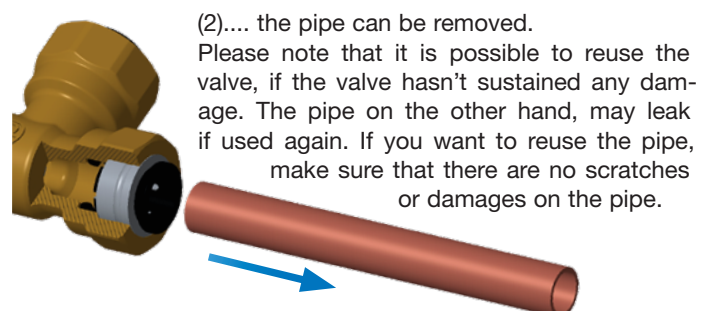 (2).... the pipe can be removed.
Please note that it is possible to reuse the
valve, if the valve hasn't sustained any dam-
age. The pipe on the other hand, may leak
if used again. If you want to reuse the pipe,
make sure that there are no scratches
or damages on the pipe.